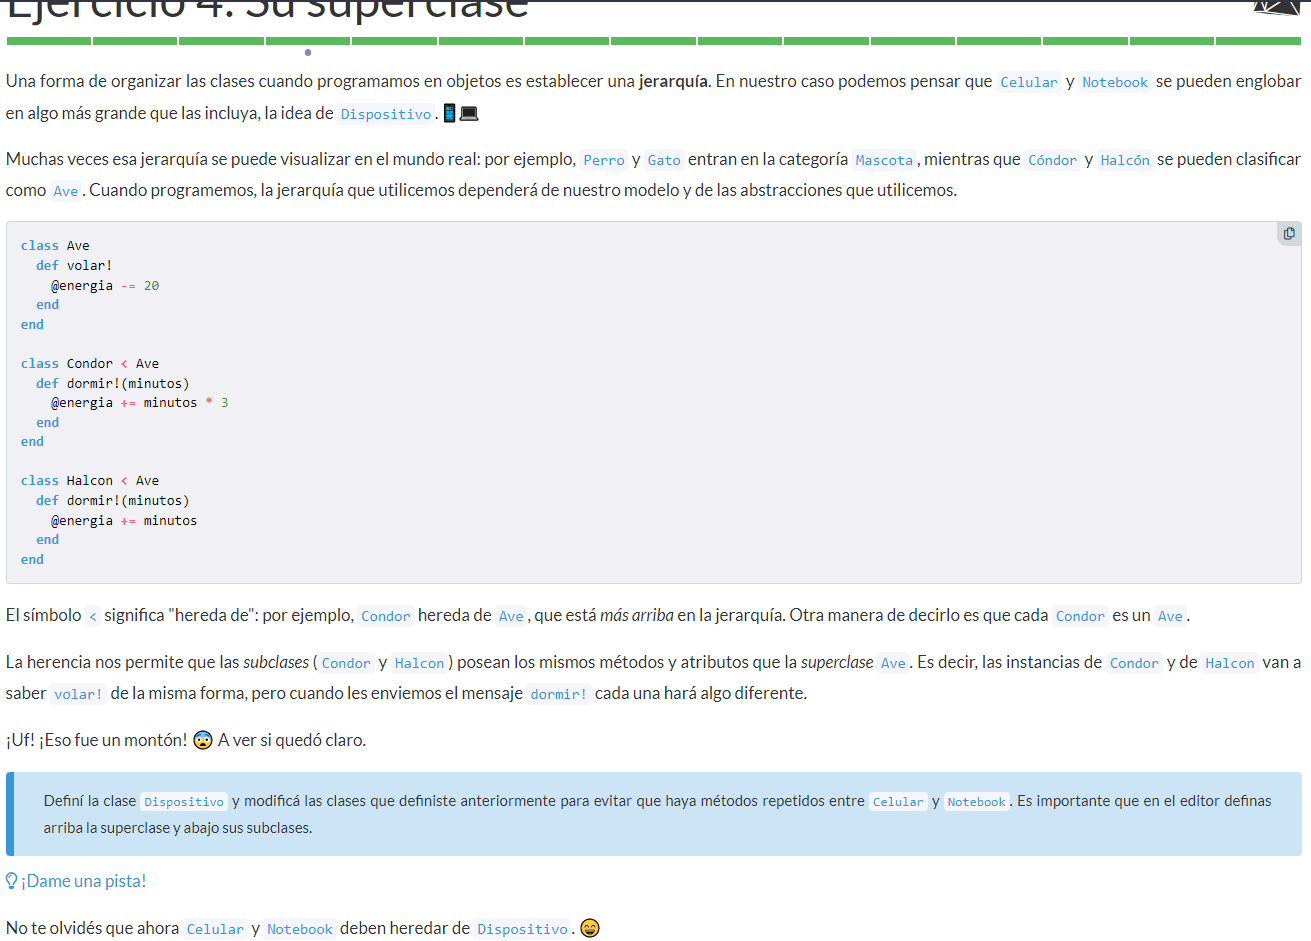 Ejercicio 4: Su superclase
Una forma de organizar las clases cuando programamos en objetos es establecer una jerarquía. En nuestro caso podemos pensar que Celular y Notebook se pueden englobar
en algo más grande que las incluya, la idea de Dispositivo. 📱💻
Muchas veces esa jerarquía se puede visualizar en el mundo real: por ejemplo, Perro y Gato entran en la categoría Mascota, mientras que Cóndor y Halcón se pueden clasificar
como Ave. Cuando programemos, la jerarquía que utilicemos dependerá de nuestro modelo y de las abstracciones que utilicemos.
class Ave
  def volar!
    @energia -= 20
  end
end
class Condor < Ave
  def dormir!(minutos)
    @energia += minutos * 3
  end
end
class Halcon < Ave
  def dormir!(minutos)
    @energia += minutos
  end
end
El símbolo < significa "hereda de": por ejemplo, Condor hereda de Ave, que está más arriba en la jerarquía. Otra manera de decirlo es que cada Condor es un Ave.
La herencia nos permite que las subclases (Condor y Halcon) posean los mismos métodos y atributos que la superclase Ave. Es decir, las instancias de Condor y de Halcon van a
saber volar! de la misma forma, pero cuando les enviemos el mensaje dormir! cada una hará algo diferente.
¡Uf! ¡Eso fue un montón! 😨 A ver si quedó claro.
Definí la clase Dispositivo y modificá las clases que definiste anteriormente para evitar que haya métodos repetidos entre Celular y Notebook. Es importante que en el editor definas
arriba la superclase y abajo sus subclases.
¡Dame una pista!
No te olvidés que ahora Celular y Notebook deben heredar de Dispositivo. 😄